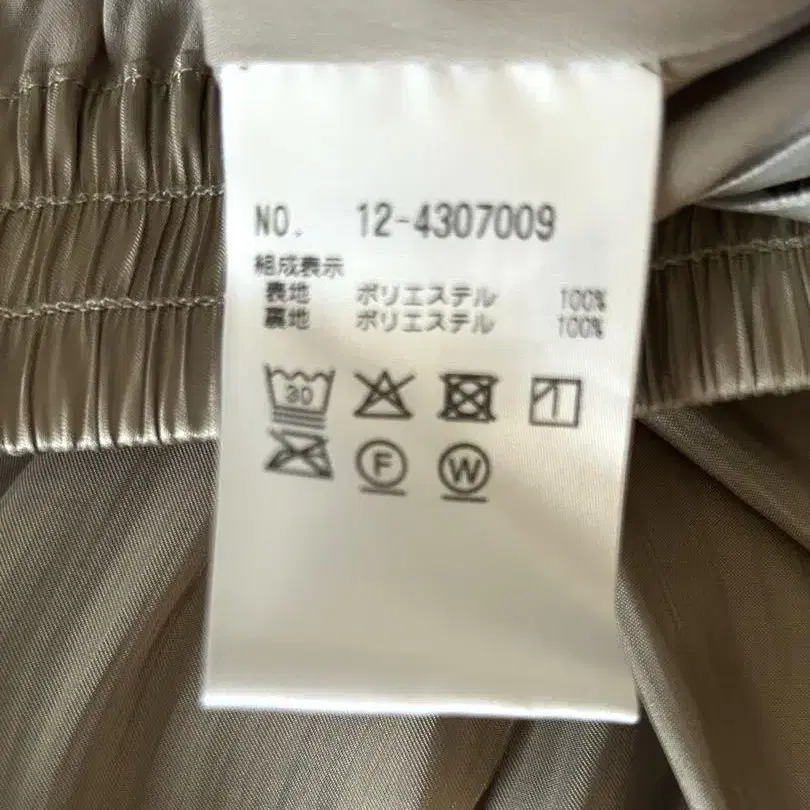 NO. 12-4307009
組成表示
表地 ポリエステル 100%
裏地 ポリエステル 100%
30
F W